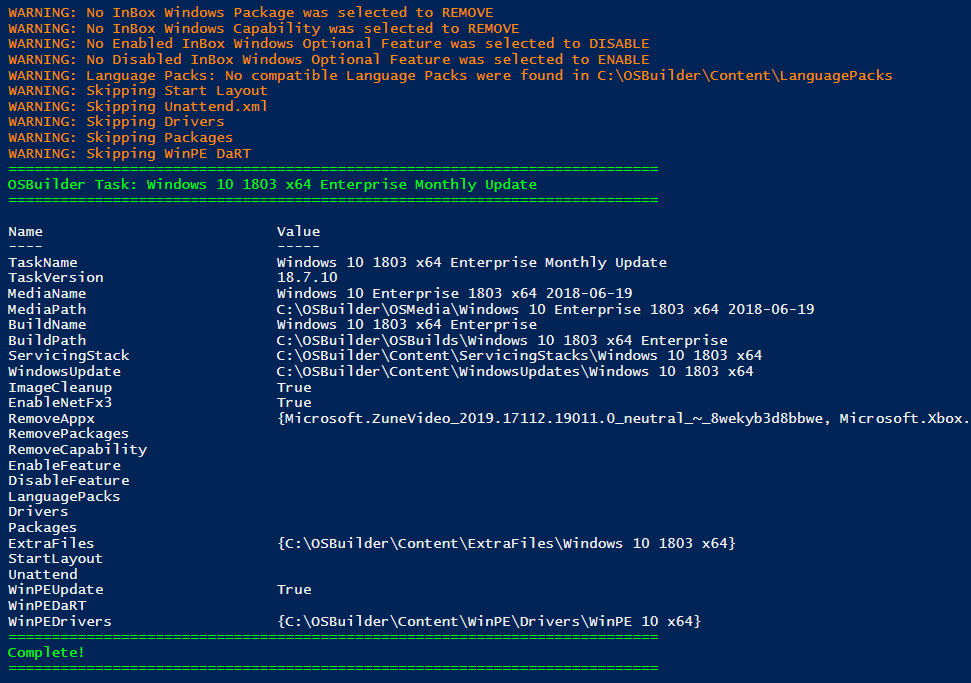 WARNING: No InBox Windows Package was selected to REMOVE
WARNING: No InBox Windows Capability was selected to REMOVE
WARNING: No Enabled InBox Windows Optional Feature was selected to DISABLE
WARNING: No Disabled InBox Windows Optional Feature was selected to ENABLE
WARNING: Language Packs: No compatible Language Packs were found in C:\OSBuilder\Content\LanguagePacks
WARNING: Skipping Start Layout
WARNING: Skipping Unattend.xml
WARNING: Skipping Drivers
WARNING: Skipping Packages
WARNING: Skipping WinPE DaRT
===========================================================================
OSBuilder Task: Windows 10 1803 x64 Enterprise Monthly Update
===========================================================================
Name                           Value
----                           -----
TaskName                       Windows 10 1803 x64 Enterprise Monthly Update
TaskVersion                    18.7.10
MediaName                      Windows 10 Enterprise 1803 x64 2018-06-19
MediaPath                      C:\OSBuilder\OSMedia\Windows 10 Enterprise 1803 x64 2018-06-19
BuildName                      Windows 10 1803 x64 Enterprise
BuildPath                      C:\OSBuilder\OSBuilds\Windows 10 1803 x64 Enterprise
ServicingStack                 C:\OSBuilder\Content\ServicingStacks\Windows 10 1803 x64
WindowsUpdate                  C:\OSBuilder\Content\WindowsUpdates\Windows 10 1803 x64
ImageCleanup                   True
EnableNetFx3                   True
RemoveAppx                     {Microsoft.ZuneVideo_2019.17112.19011.0_neutral_~_8wekyb3d8bbwe, Microsoft.Xbox.
RemovePackages
RemoveCapability
EnableFeature
DisableFeature
LanguagePacks
Drivers
Packages
ExtraFiles                     {C:\OSBuilder\Content\ExtraFiles\Windows 10 1803 x64}
StartLayout
Unattend
WinPEUpdate                    True
WinPEDaRT
WinPEDrivers                   {C:\OSBuilder\Content\WinPE\Drivers\WinPE 10 x64}
===========================================================================
Complete!
===========================================================================